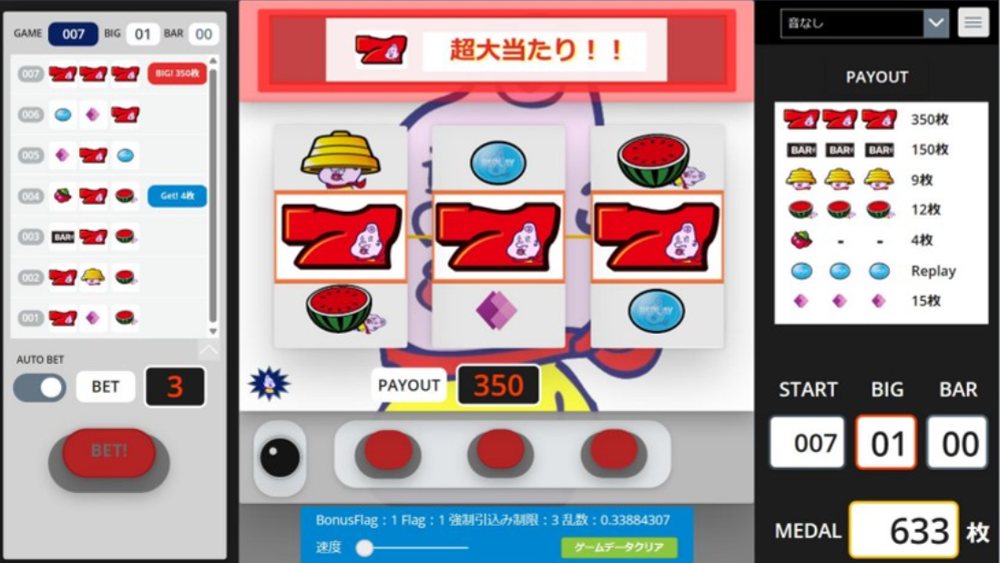 GAME 007 BIG 01 BAR 00
007 BIG! 350枚
006
005
004 Get! 4枚
003 BAR
002
001
AUTO BET
BET 3
BET!
超大当たり！！
REPLAY
REPLAY
PAYOUT 350
BonusFlag：1 Flag：1 強制引込み制限：3 乱数：0.33884307
速度 ゲームデータクリア
音なし
PAYOUT
350枚
BAR BAR BAR 150枚
9枚
12枚
- - 4枚
Replay
15枚
START BIG BAR
007 01 00
MEDAL 633 枚